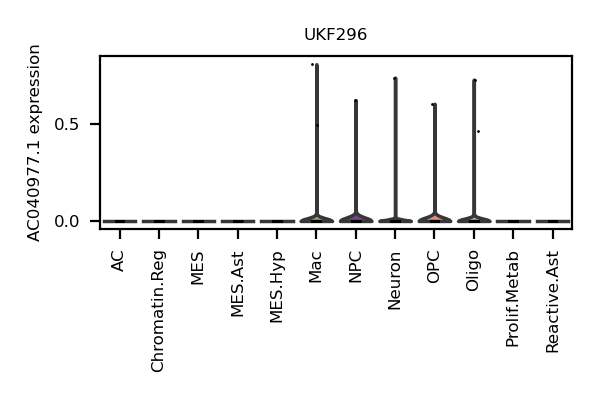 UKF296
AC040977.1 expression
0.5
0.0
AC
Chromatin.Reg
MES
MES.Ast
MES.Hyp
Mac
NPC
Neuron
OPC
Oligo
Prolif.Metab
Reactive.Ast